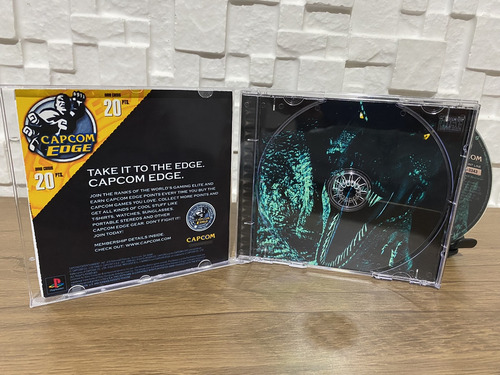 20 PTS.
CAPCOM
EDGE
20 PTS.
TAKE IT TO THE EDGE.
CAPCOM EDGE.
JOIN THE RANKS OF THE WORLD'S GAMING ELITE AND
EARN CAPCOM EDGE POINTS EVERY TIME YOU BUY THE
CAPCOM GAMES YOU LOVE. COLLECT MORE POINTS AND
GET ALL KINDS OF COOL STUFF LIKE
T-SHIRTS, WATCHES, SUNGLASSES,
PORTABLE STEREOS AND OTHER
CAPCOM EDGE GEAR. DON'T FIGHT IT!
JOIN TODAY!
MEMBERSHIP DETAILS INSIDE.
CHECK OUT: WWW.CAPCOM.COM
CAPCOM